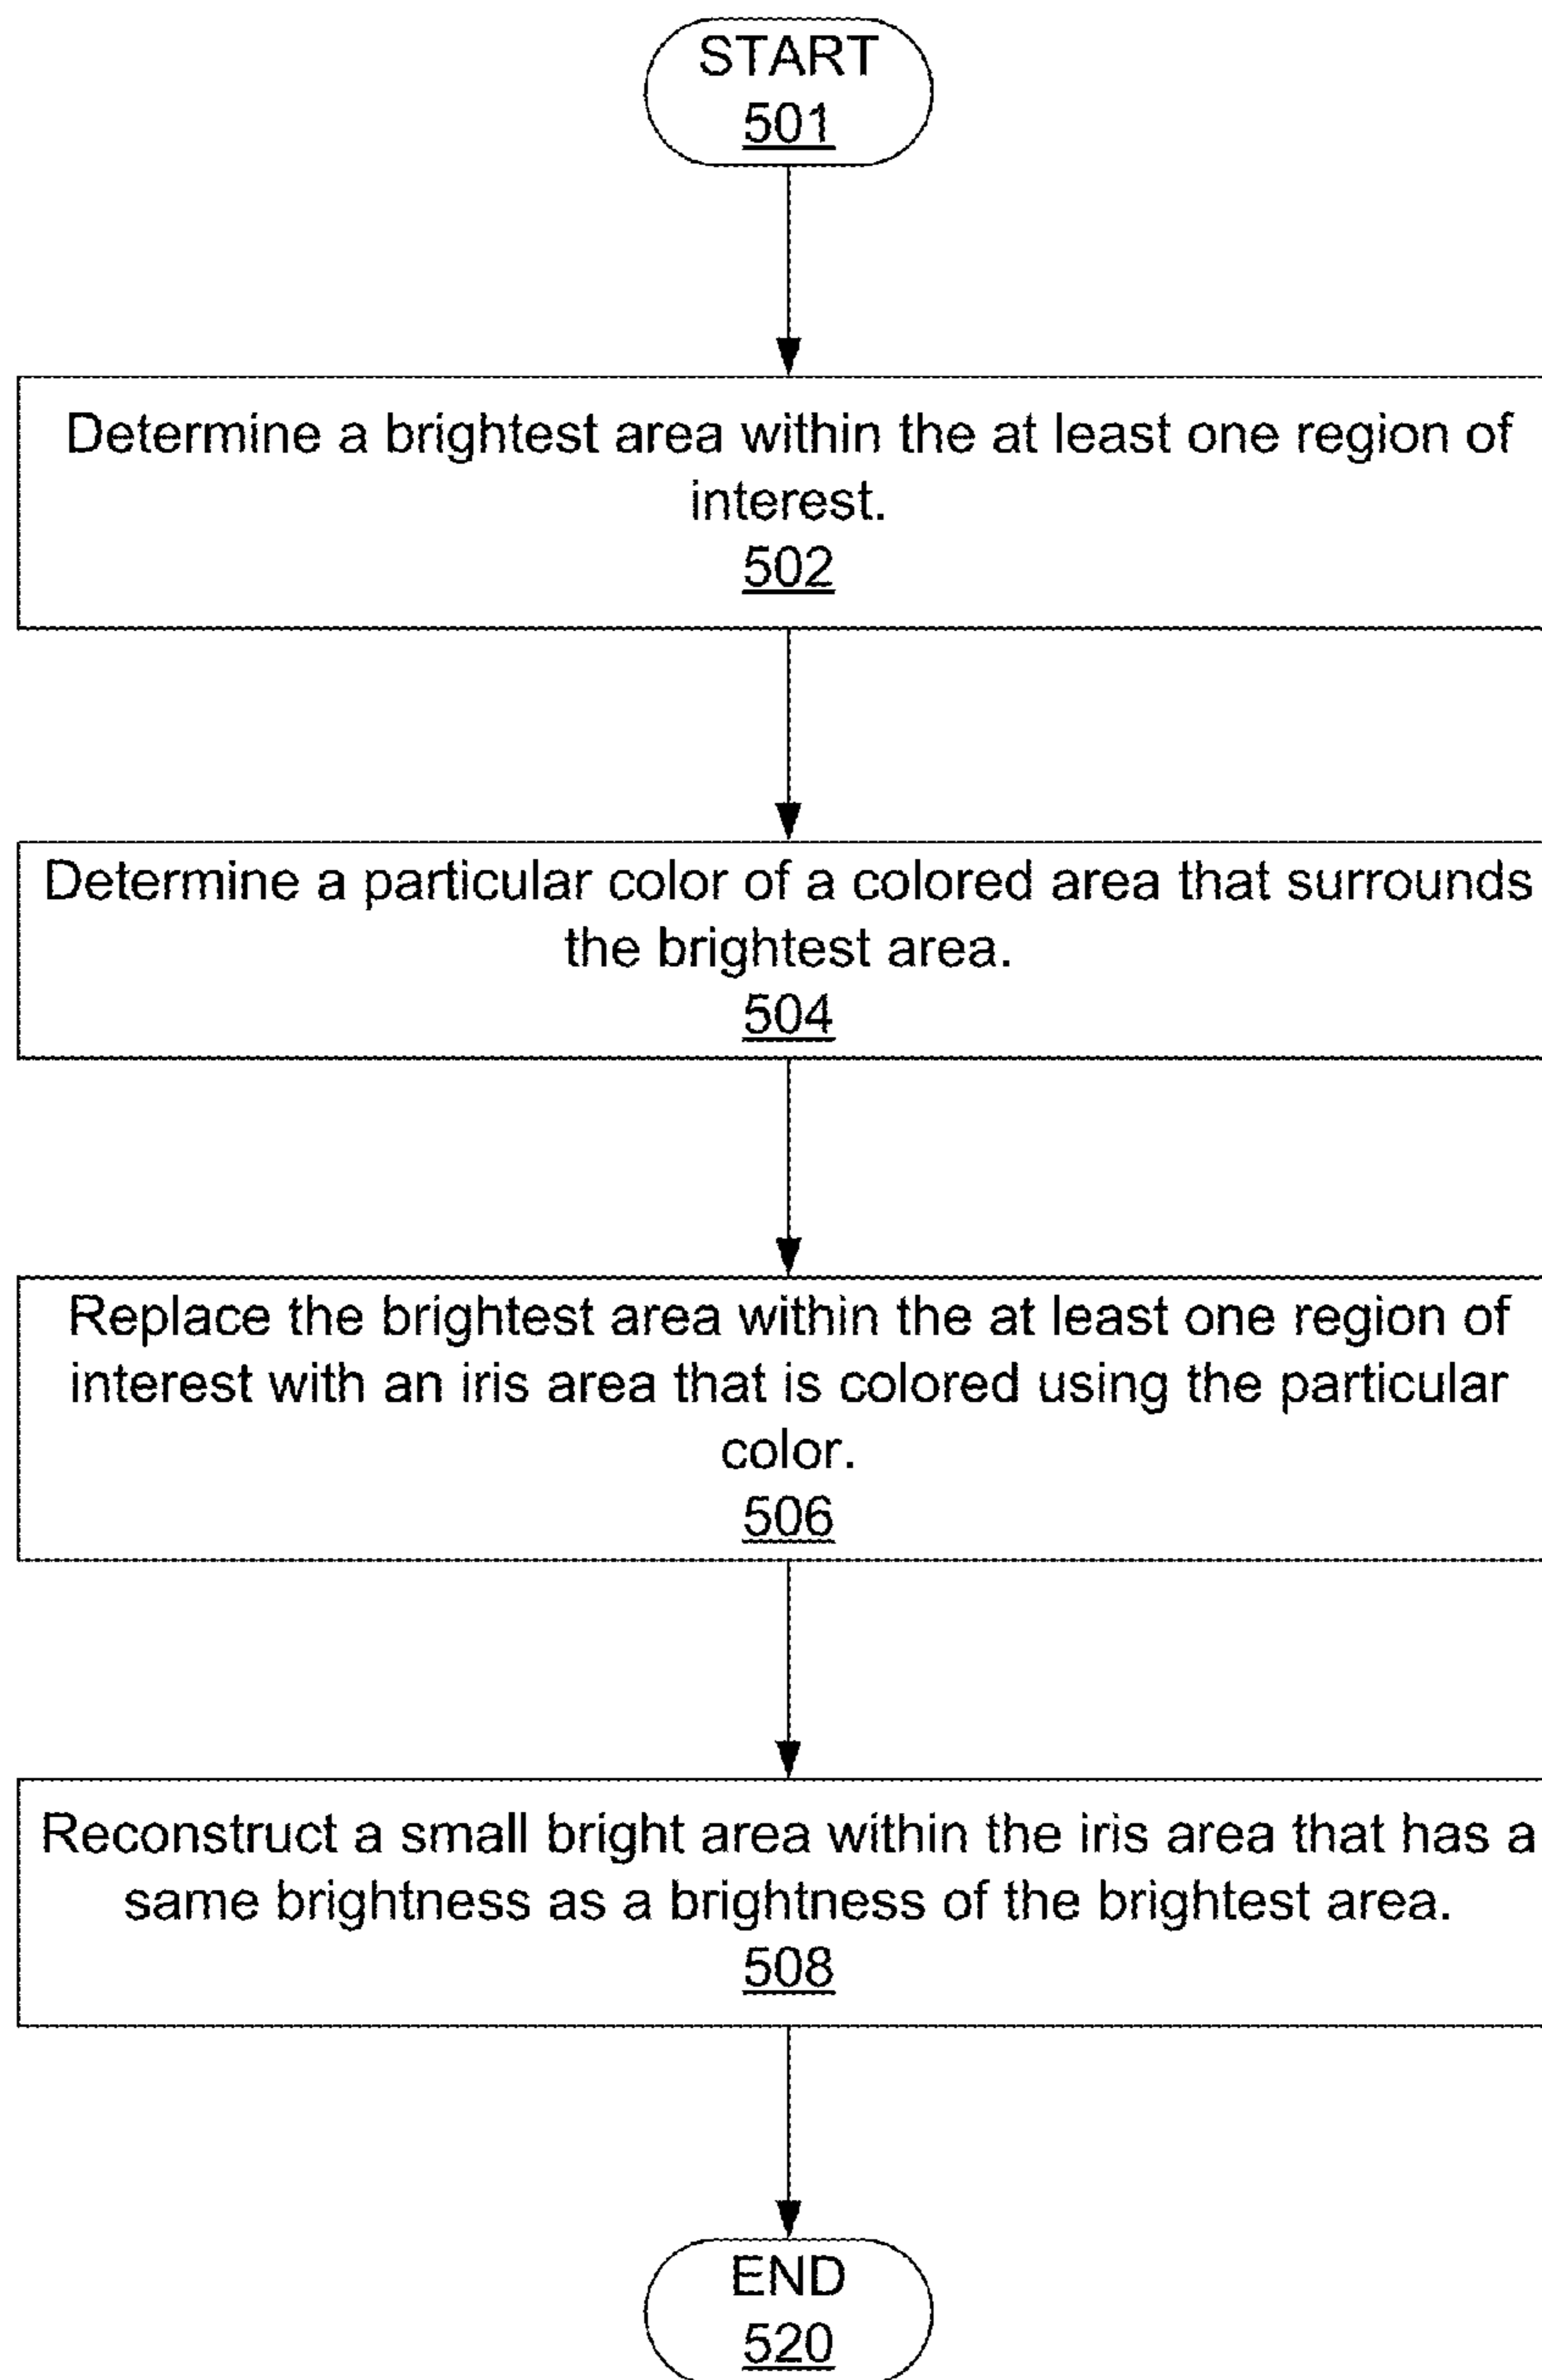 START
501
Determine a brightest area within the at least one region of
interest.
502
Determine a particular color of a colored area that surrounds
the brightest area.
504
Replace the brightest area within the at least one region of
interest with an iris area that is colored using the particular
color.
506
Reconstruct a small bright area within the iris area that has a
same brightness as a brightness of the brightest area.
508
END
520